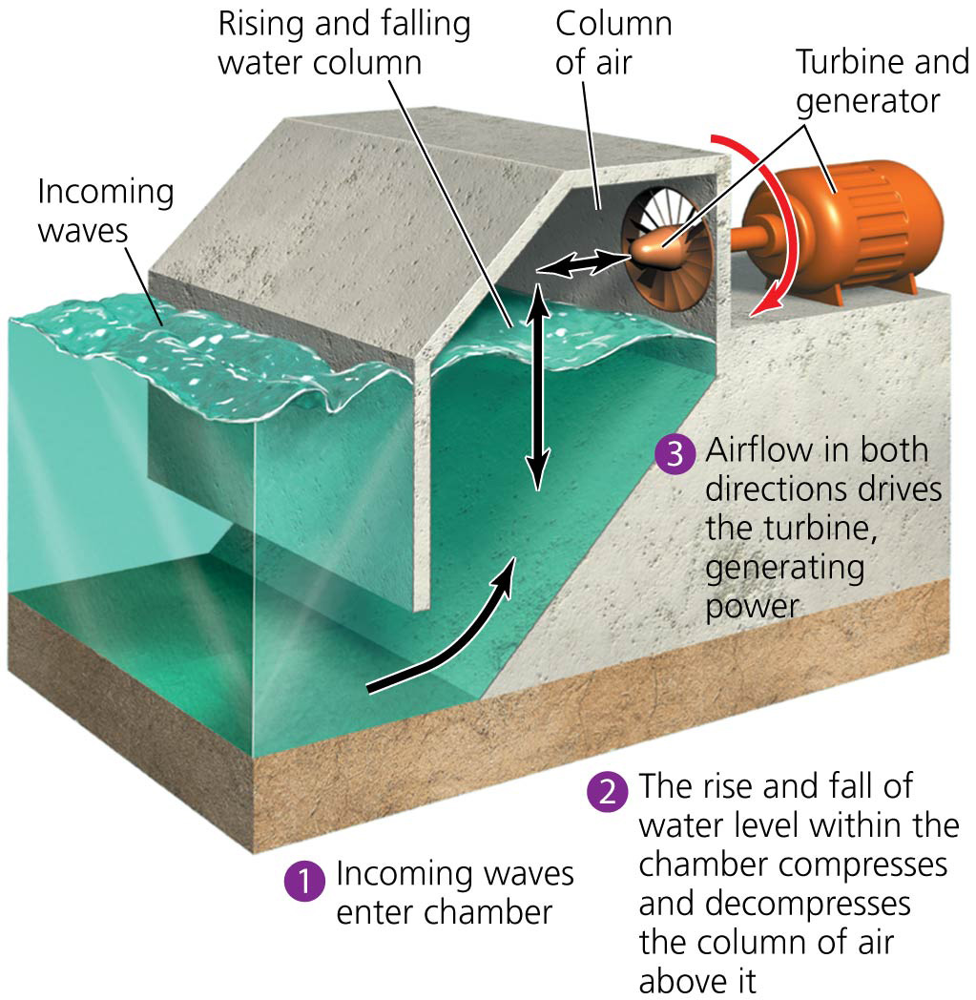 Rising and falling
water column
Column
of air
Turbine and
generator
Incoming
waves
3 Airflow in both
directions drives
the turbine,
generating
power
2 The rise and fall of
water level within the
chamber compresses
and decompresses
the column of air
above it
1 Incoming waves
enter chamber